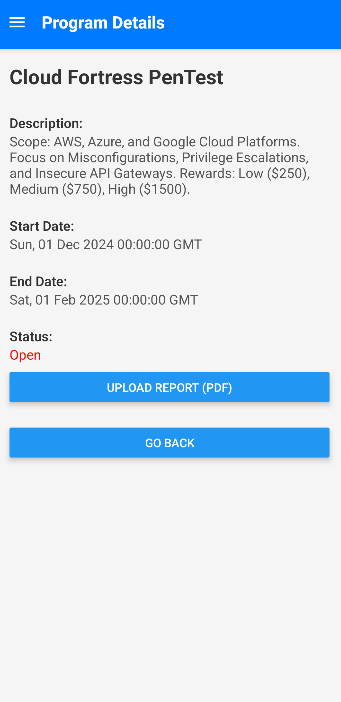 Program Details
Cloud Fortress PenTest
Description:
Scope: AWS, Azure, and Google Cloud Platforms.
Focus on Misconfigurations, Privilege Escalations,
and Insecure API Gateways. Rewards: Low ($250),
Medium ($750), High ($1500).
Start Date:
Sun, 01 Dec 2024 00:00:00 GMT
End Date:
Sat, 01 Feb 2025 00:00:00 GMT
Status:
Open
UPLOAD REPORT (PDF)
GO BACK